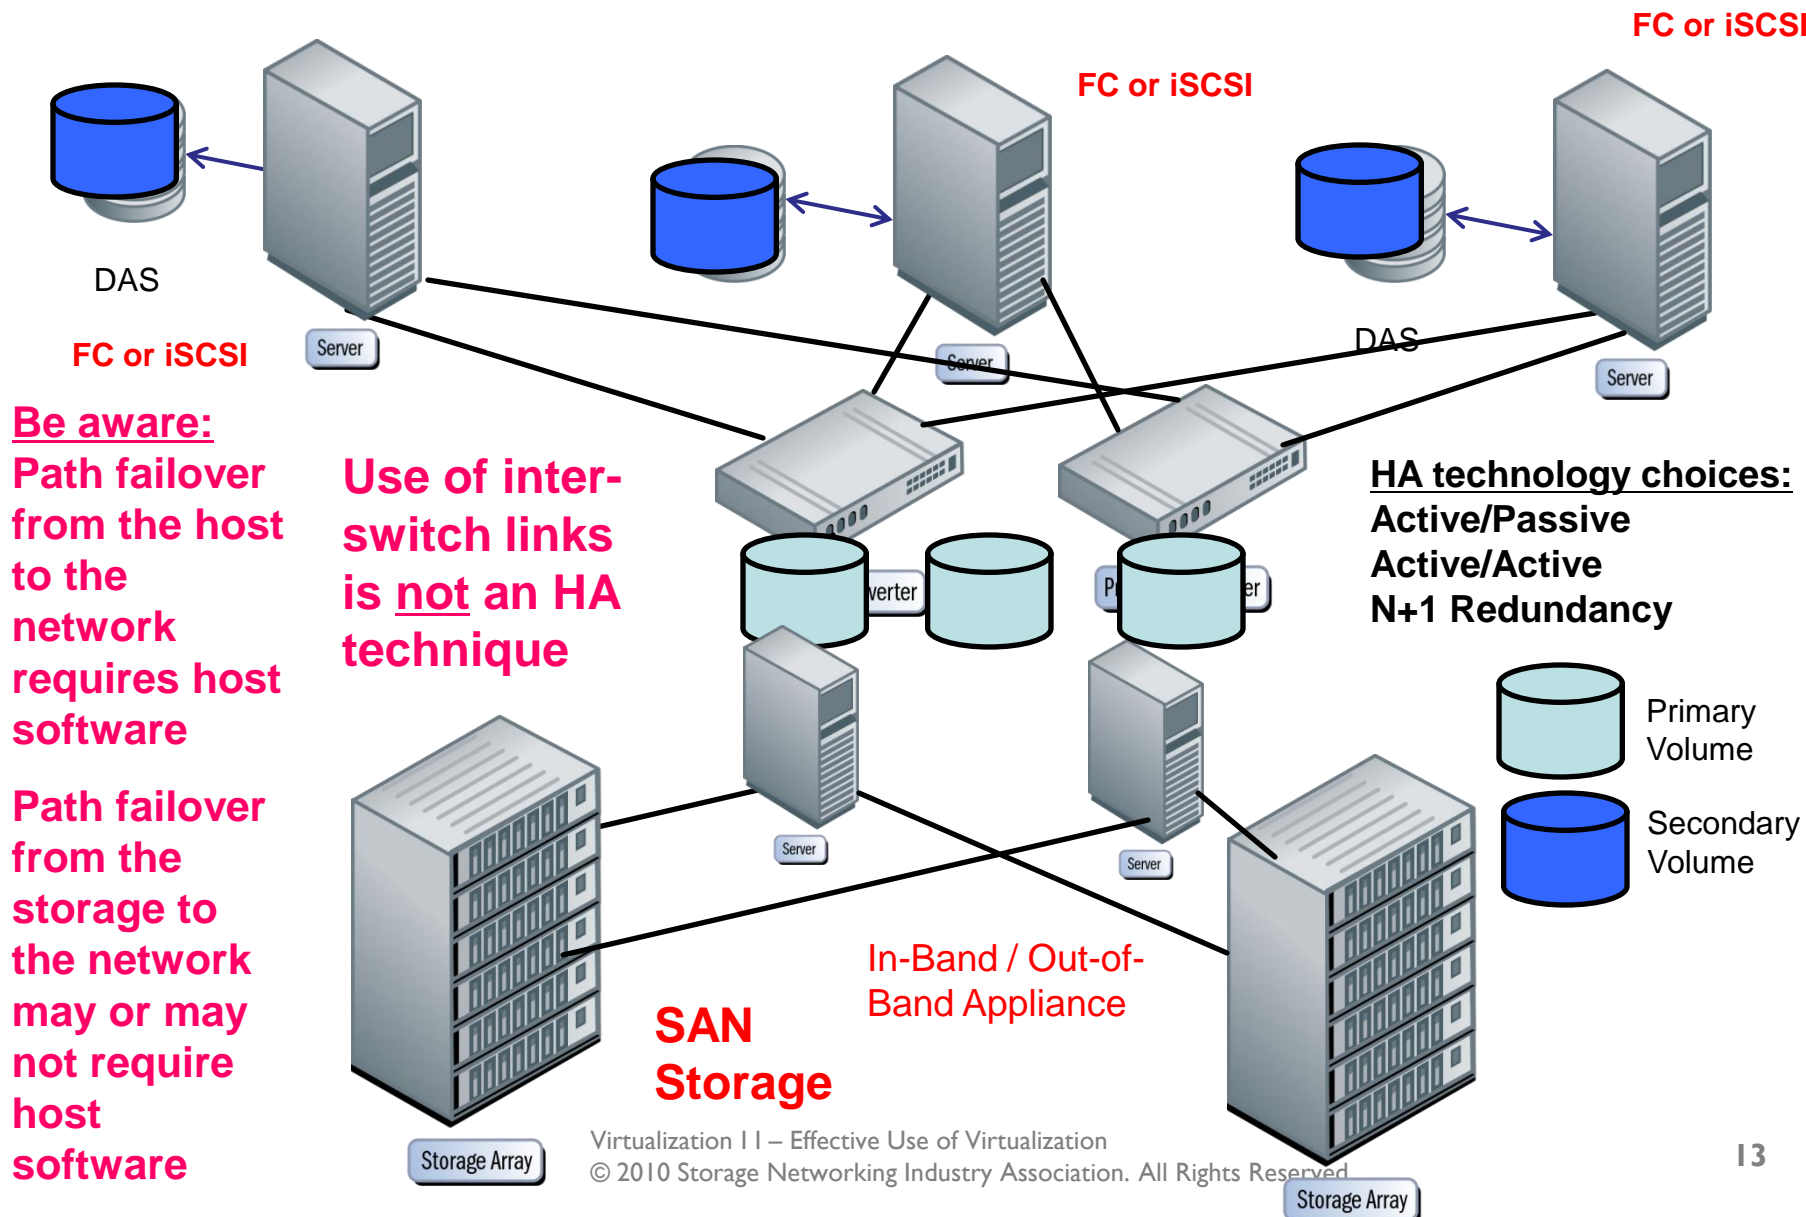 FC or iSCSI
FC or iSCSI
DAS
DAS
FC or iSCSI
Server
Server
Server
Be aware:
Path failover
from the host
to the
network
requires host
software
Path failover
from the
storage to
the network
may or may
not require
host
software
Use of inter-
switch links
is not an HA
technique
HA technology choices:
Active/Passive
Active/Active
N+1 Redundancy
verter
P
er
Primary
Volume
Secondary
Volume
Server
Server
In-Band / Out-of-
Band Appliance
SAN
Storage
Storage Array
Storage Array
Virtualization II – Effective Use of Virtualization
© 2010 Storage Networking Industry Association. All Rights Reserved.
13